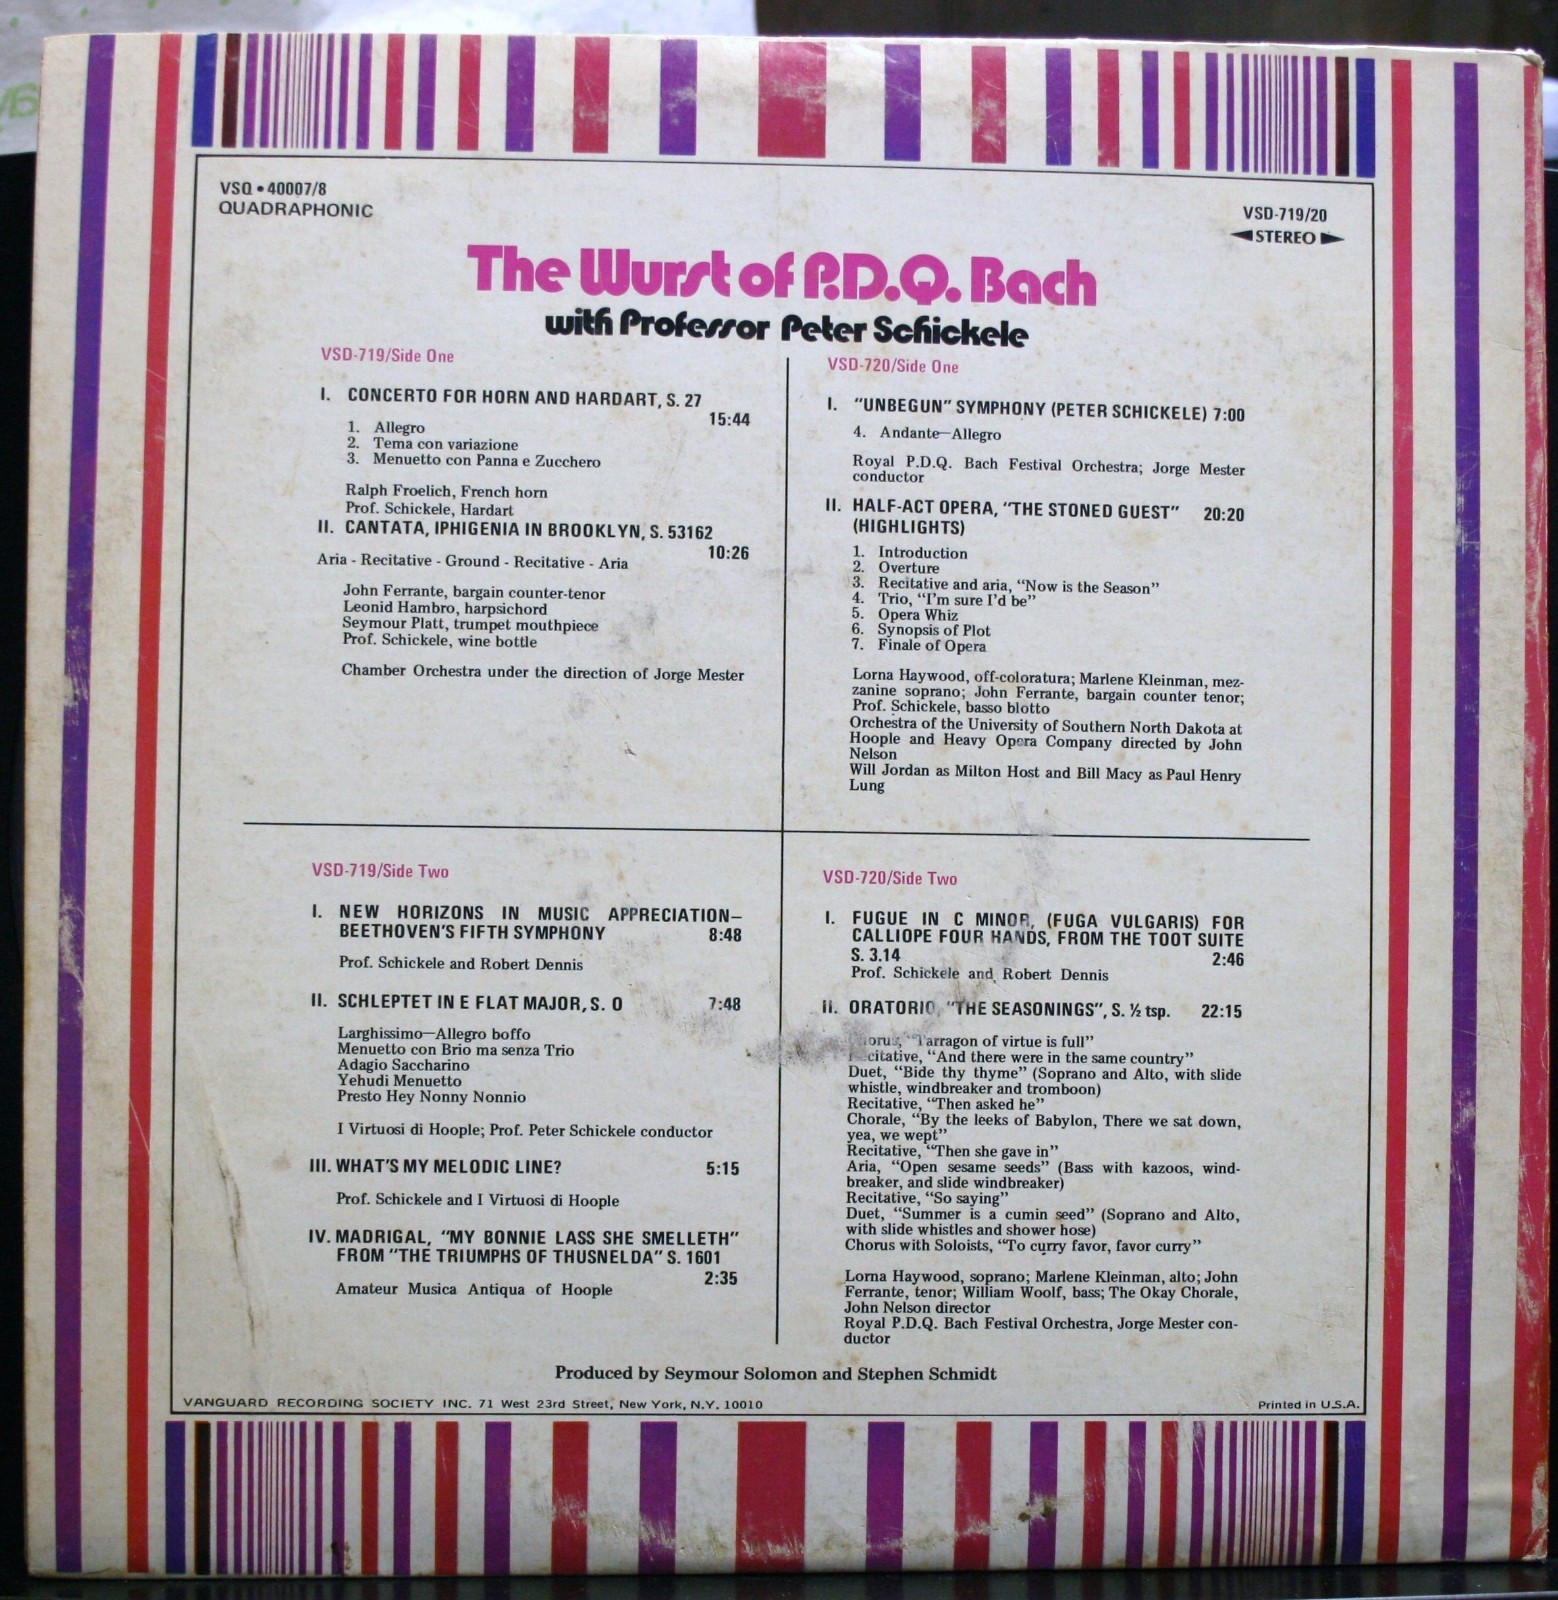 VSQ • 40007/8
QUADRAPHONIC
VSD-719/20
STEREO
The Wurst of P.D.Q. Bach
with Professor Peter Schickele
VSD-719/Side One
I. CONCERTO FOR HORN AND HARDART, S. 27
15:44
1. Allegro
2. Tema con variazione
3. Menuetto con Panna e Zucchero
Ralph Froelich, French horn
Prof. Schickele, Hardart
II. CANTATA, IPHIGENIA IN BROOKLYN, S. 53162
10:26
Aria - Recitative - Ground - Recitative - Aria
John Ferrante, bargain counter-tenor
Leonid Hambro, harpsichord
Seymour Platt, trumpet mouthpiece
Prof. Schickele, wine bottle
Chamber Orchestra under the direction of Jorge Mester
VSD-720/Side One
I. "UNBEGUN" SYMPHONY (PETER SCHICKELE) 7:00
4. Andante—Allegro
Royal P.D.Q. Bach Festival Orchestra; Jorge Mester
conductor
II. HALF-ACT OPERA, "THE STONED GUEST" 20:20
(HIGHLIGHTS)
1. Introduction
2. Overture
3. Recitative and aria, "Now is the Season"
4. Trio, "I'm sure I'd be"
5. Opera Whiz
6. Synopsis of Plot
7. Finale of Opera
Lorna Haywood, off-coloratura; Marlene Kleinman, mez-
zanine soprano; John Ferrante, bargain counter tenor;
Prof. Schickele, basso blotto
Orchestra of the University of Southern North Dakota at
Hoople and Heavy Opera Company directed by John
Nelson
Will Jordan as Milton Host and Bill Macy as Paul Henry
Lung
VSD-719/Side Two
I. NEW HORIZONS IN MUSIC APPRECIATION—
BEETHOVEN'S FIFTH SYMPHONY 8:48
Prof. Schickele and Robert Dennis
II. SCHLEPTET IN E FLAT MAJOR, S. O 7:48
Larghissimo—Allegro boffo
Menuetto con Brio ma senza Trio
Adagio Saccharino
Yehudi Menuetto
Presto Hey Nonny Nonnio
I Virtuosi di Hoople; Prof. Peter Schickele conductor
III. WHAT'S MY MELODIC LINE? 5:15
Prof. Schickele and I Virtuosi di Hoople
IV. MADRIGAL, "MY BONNIE LASS SHE SMELLETH"
FROM "THE TRIUMPHS OF THUSNELDA" S. 1601
2:35
Amateur Musica Antiqua of Hoople
VSD-720/Side Two
I. FUGUE IN C MINOR, (FUGA VULGARIS) FOR
CALLIOPE FOUR HANDS, FROM THE TOOT SUITE
S. 3.14 2:46
Prof. Schickele and Robert Dennis
II. ORATORIO, "THE SEASONINGS", S. ½ tsp. 22:15
Chorus, "Tarragon of virtue is full"
Recitative, "And there were in the same country"
Duet, "Bide thy thyme" (Soprano and Alto, with slide
whistle, windbreaker and tromboon)
Recitative, "Then asked he"
Chorale, "By the leeks of Babylon, There we sat down,
yea, we wept"
Recitative, "Then she gave in"
Aria, "Open sesame seeds" (Bass with kazoos, wind-
breaker, and slide windbreaker)
Recitative, "So saying"
Duet, "Summer is a cumin seed" (Soprano and Alto,
with slide whistles and shower hose)
Chorus with Soloists, "To curry favor, favor curry"
Lorna Haywood, soprano; Marlene Kleinman, alto; John
Ferrante, tenor; William Woolf, bass; The Okay Chorale,
John Nelson director
Royal P.D.Q. Bach Festival Orchestra, Jorge Mester con-
ductor
Produced by Seymour Solomon and Stephen Schmidt
VANGUARD RECORDING SOCIETY INC. 71 West 23rd Street, New York, N.Y. 10010
Printed in U.S.A.